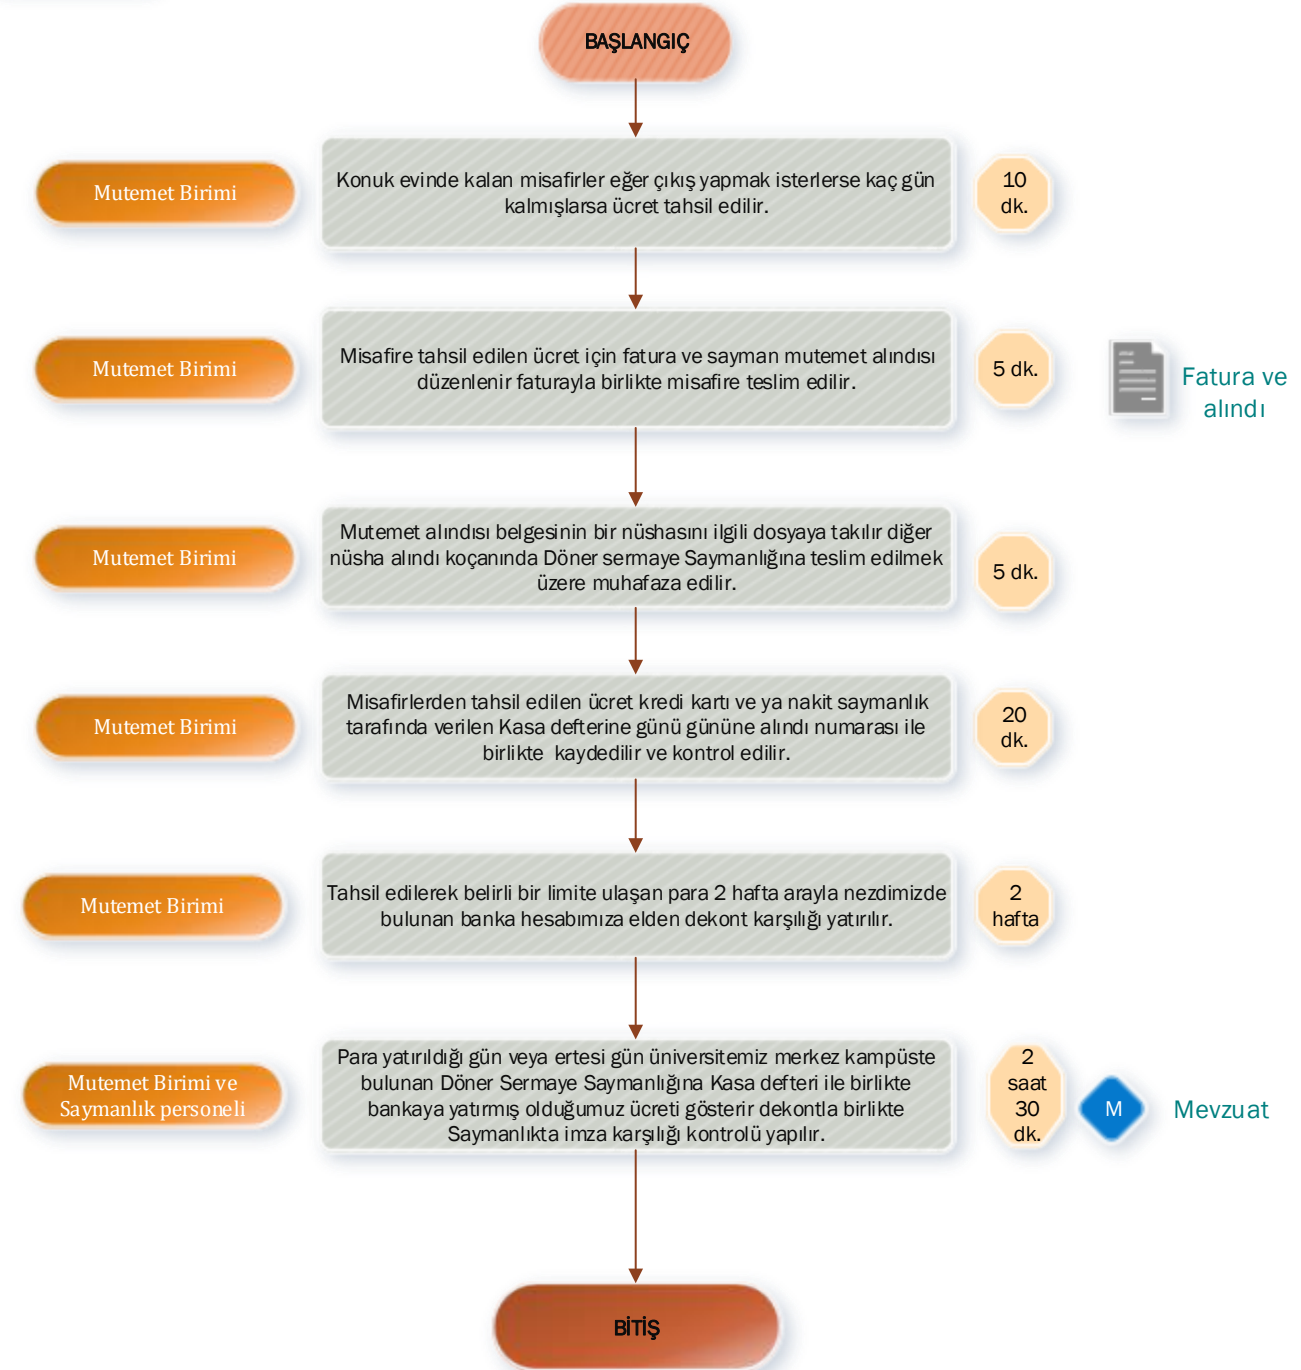 BAŞLANGIÇ
Mutemet Birimi
Konuk evinde kalan misafirler eğer çıkış yapmak isterlerse kaç gün
kalmışlarsa ücret tahsil edilir.
10
dk.
Mutemet Birimi
Misafire tahsil edilen ücret için fatura ve sayman mutemet alındısı
düzenlenir faturayla birlikte misafire teslim edilir.
5 dk.
Fatura ve
alındı
Mutemet Birimi
Mutemet alındısı belgesinin bir nüshasını ilgili dosyaya takılır diğer
nüsha alındı koçanında Döner sermaye Saymanlığına teslim edilmek
üzere muhafaza edilir.
5 dk.
Mutemet Birimi
Misafirlerden tahsil edilen ücret kredi kartı ve ya nakit saymanlık
tarafında verilen Kasa defterine günü gününe alındı numarası ile
birlikte  kaydedilir ve kontrol edilir.
20
dk.
Mutemet Birimi
Tahsil edilerek belirli bir limite ulaşan para 2 hafta arayla nezdimizde
bulunan banka hesabımıza elden dekont karşılığı yatırılır.
2
hafta
Mutemet Birimi ve
Saymanlık personeli
Para yatırıldığı gün veya ertesi gün üniversitemiz merkez kampüste
bulunan Döner Sermaye Saymanlığına Kasa defteri ile birlikte
bankaya yatırmış olduğumuz ücreti gösterir dekontla birlikte
Saymanlıkta imza karşılığı kontrolü yapılır.
2
saat
30
dk.
M
Mevzuat
BİTİŞ